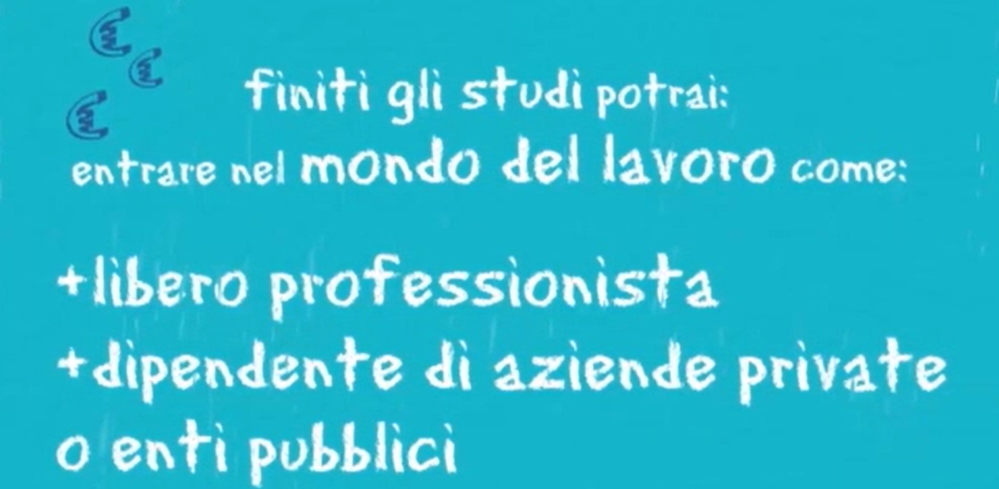 finiti gli studi potrai:
entrare nel mondo del lavoro come:
+libero professionista
+dipendente di aziende private
o enti pubblici